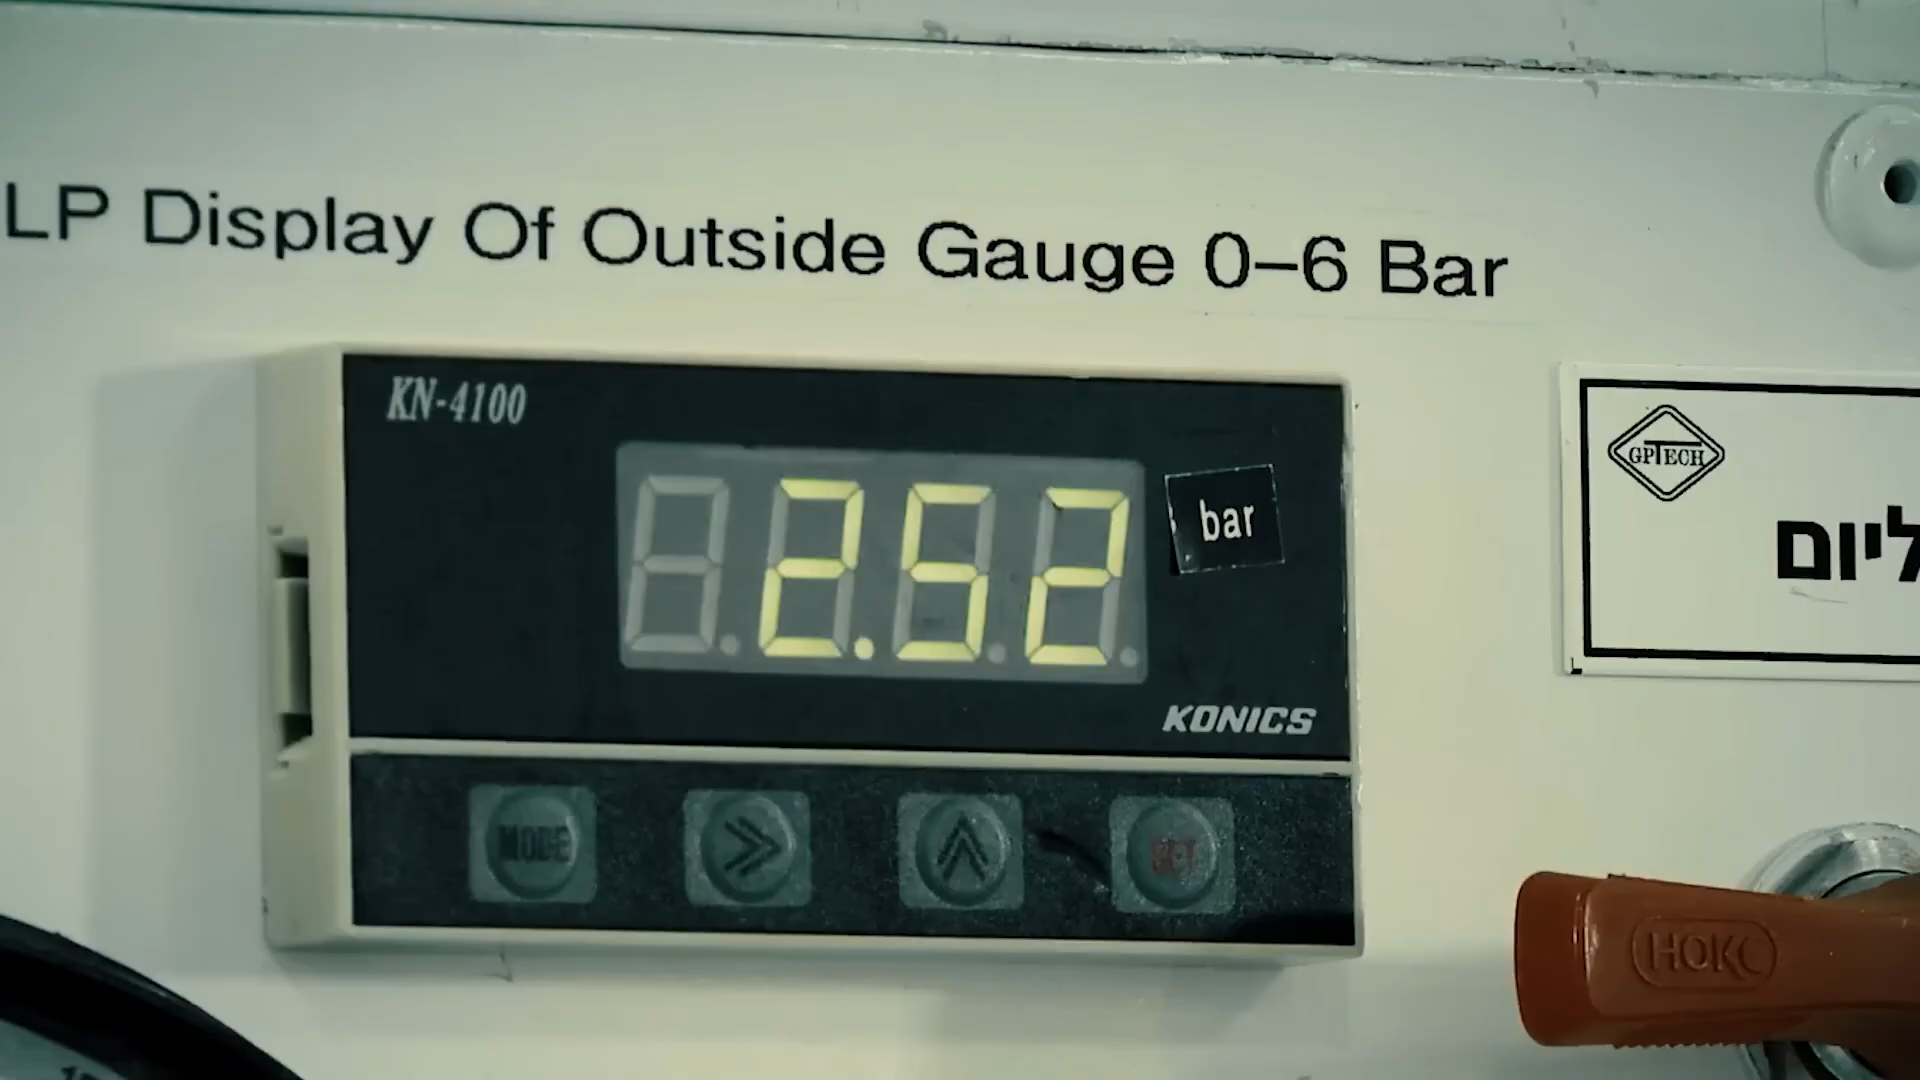 LP Display Of Outside Gauge 0–6 Bar
KN-4100
2.52
bar
KONICS
MODE
SET
GPTECH
ליום
HOKE